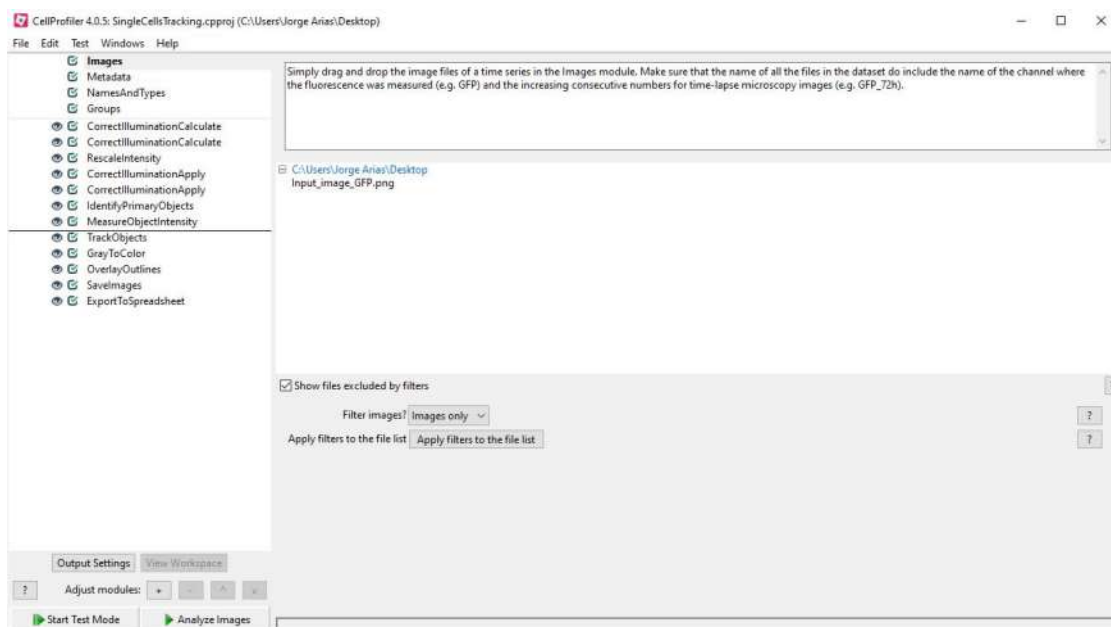 CellProfiler 4.0.5: SingleCellsTracking.cpproj (C:\Users\Jorge Arias\Desktop)
File Edit Test Windows Help
Images
Metadata
NamesAndTypes
Groups
CorrectIlluminationCalculate
CorrectIlluminationCalculate
RescaleIntensity
CorrectIlluminationApply
CorrectIlluminationApply
IdentifyPrimaryObjects
MeasureObjectIntensity
TrackObjects
GrayToColor
OverlayOutlines
SaveImages
ExportToSpreadsheet
Output Settings View Workspace
? Adjust modules: + - ^ v
Start Test Mode Analyze Images
Simply drag and drop the image files of a time series in the Images module. Make sure that the name of all the files in the dataset do include the name of the channel where
the fluorescence was measured (e.g. GFP) and the increasing consecutive numbers for time-lapse microscopy images (e.g. GFP_72h).
C:\Users\Jorge Arias\Desktop
Input_image_GFP.png
Show files excluded by filters
Filter images? Images only ?
Apply filters to the file list Apply filters to the file list ?